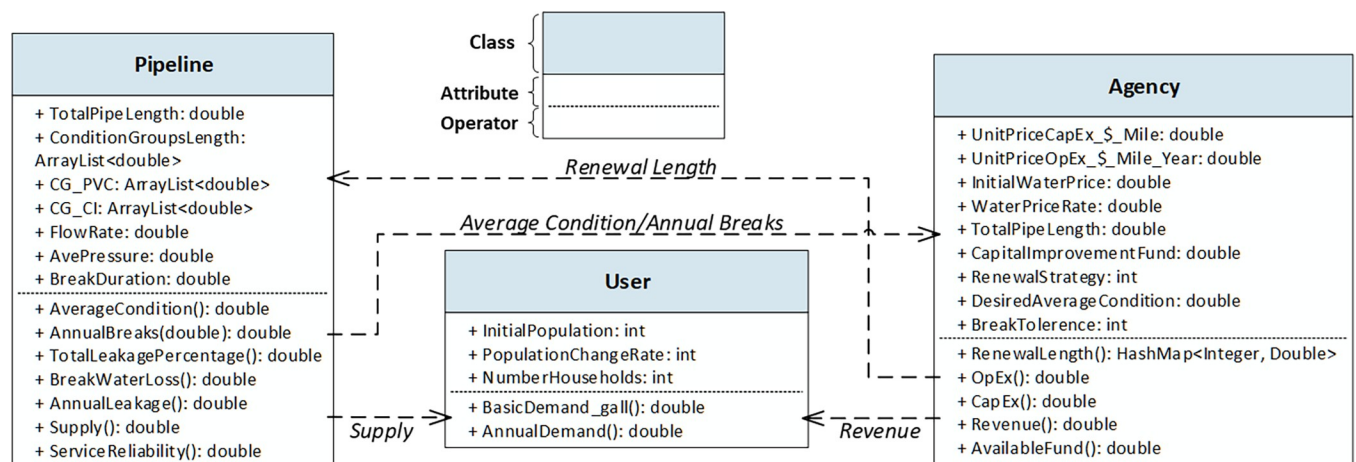 Pipeline
+ TotalPipeLength: double
+ ConditionGroupsLength:
ArrayList<double>
+ CG_PVC: ArrayList<double>
+ CG_CI: ArrayList<double>
+ FlowRate: double
+ AvePressure: double
+ BreakDuration: double
+ AverageCondition(): double
+ AnnualBreaks(double): double
+ TotalLeakagePercentage(): double
+ BreakWaterLoss(): double
+ AnnualLeakage(): double
+ Supply(): double
+ ServiceReliability(): double
Class
Attribute
Operator
Renewal Length
Average Condition/Annual Breaks
User
+ InitialPopulation: int
+ PopulationChangeRate: int
+ NumberHouseholds: int
+ BasicDemand_gall(): double
+ AnnualDemand(): double
Supply
Revenue
Agency
+ UnitPriceCapEx_$_Mile: double
+ UnitPriceOpEx_$_Mile_Year: double
+ InitialWaterPrice: double
+ WaterPriceRate: double
+ TotalPipeLength: double
+ CapitalImprovementFund: double
+ RenewalStrategy: int
+ DesiredAverageCondition: double
+ BreakTolerence: int
+ RenewalLength(): HashMap<Integer, Double>
+ OpEx(): double
+ CapEx(): double
+ Revenue(): double
+ AvailableFund(): double